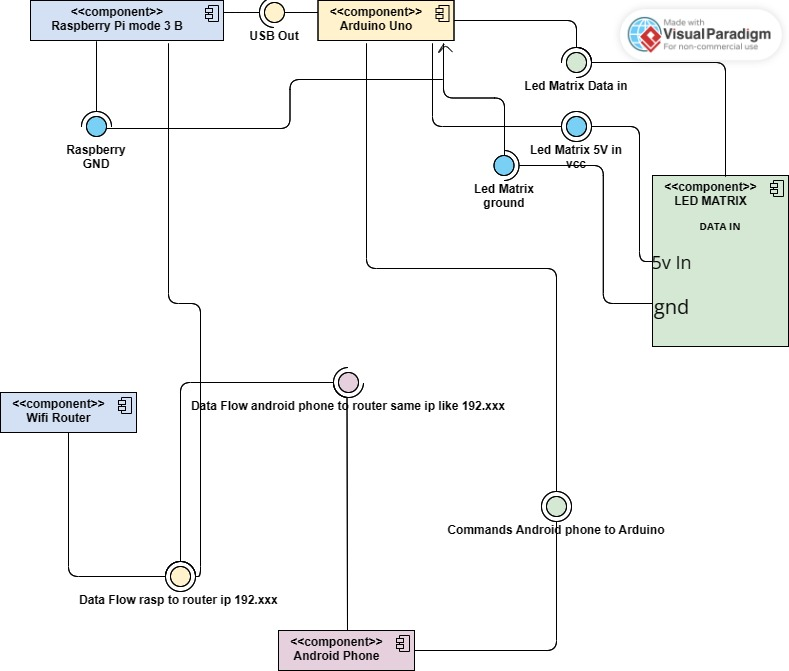 <<component>>
Raspberry Pi mode 3 B
USB Out
<<component>>
Arduino Uno
Made with
Visual Paradigm
For non-commercial use
Led Matrix Data in
Raspberry
GND
Led Matrix 5V in
vcc
Led Matrix
ground
<<component>>
LED MATRIX
DATA IN
5v In
gnd
<<component>>
Wifi Router
Data Flow android phone to router same ip like 192.xxx
Commands Android phone to Arduino
Data Flow rasp to router ip 192.xxx
<<component>>
Android Phone